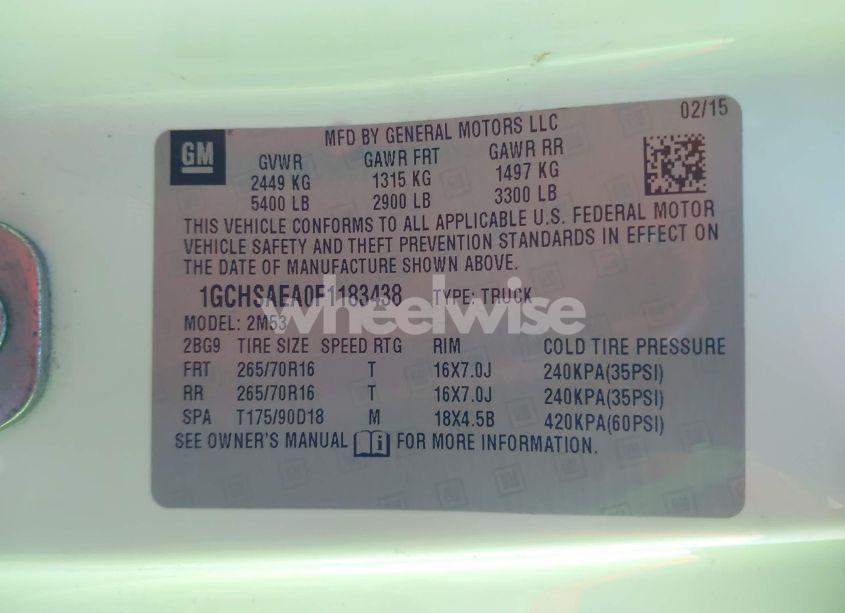 02/15
MFD BY GENERAL MOTORS LLC
GM
GVWR GAWR FRT GAWR RR
2449 KG 1315 KG 1497 KG
5400 LB 2900 LB 3300 LB
THIS VEHICLE CONFORMS TO ALL APPLICABLE U.S. FEDERAL MOTOR
VEHICLE SAFETY AND THEFT PREVENTION STANDARDS IN EFFECT ON
THE DATE OF MANUFACTURE SHOWN ABOVE.
1GCHSAEA0F1183438 TYPE: TRUCK
wheelwise
MODEL: 2M53
2BG9 TIRE SIZE SPEED RTG RIM COLD TIRE PRESSURE
FRT 265/70R16 T 16X7.0J 240KPA(35PSI)
RR 265/70R16 T 16X7.0J 240KPA(35PSI)
SPA T175/90D18 M 18X4.5B 420KPA(60PSI)
SEE OWNER'S MANUAL i FOR MORE INFORMATION.